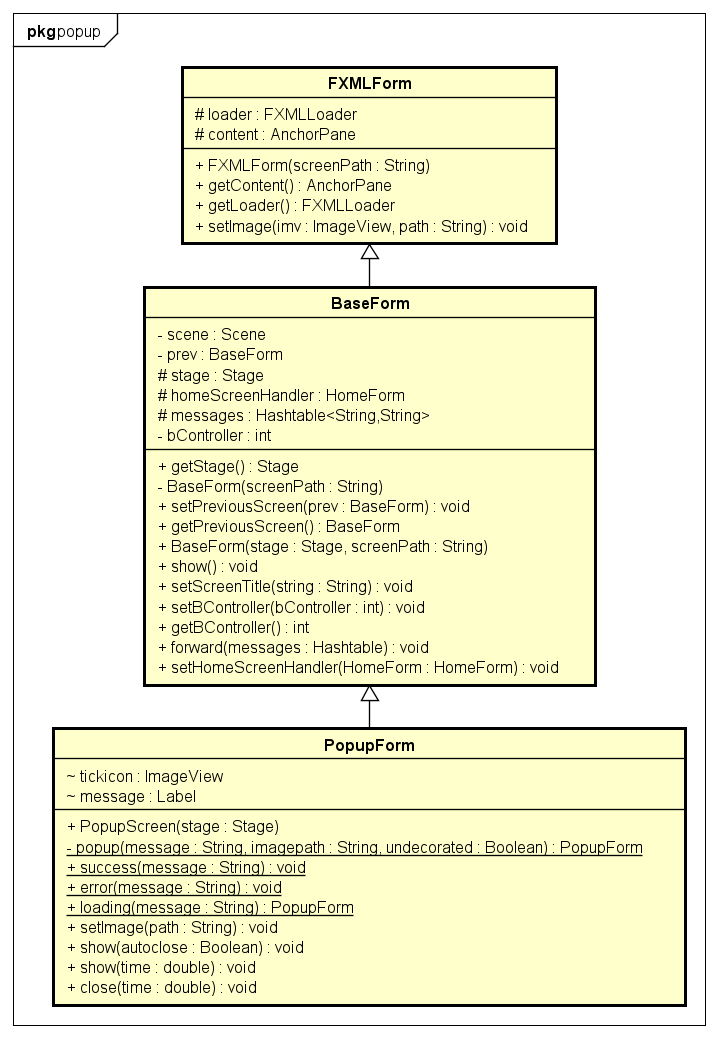 pkg popup
FXMLForm
# loader : FXMLLoader
# content : AnchorPane
+ FXMLForm(screenPath : String)
+ getContent() : AnchorPane
+ getLoader() : FXMLLoader
+ setImage(imv : ImageView, path : String) : void
BaseForm
- scene : Scene
- prev : BaseForm
# stage : Stage
# homeScreenHandler : HomeForm
# messages : Hashtable<String,String>
- bController : int
+ getStage() : Stage
- BaseForm(screenPath : String)
+ setPreviousScreen(prev : BaseForm) : void
+ getPreviousScreen() : BaseForm
+ BaseForm(stage : Stage, screenPath : String)
+ show() : void
+ setScreenTitle(string : String) : void
+ setBController(bController : int) : void
+ getBController() : int
+ forward(messages : Hashtable) : void
+ setHomeScreenHandler(HomeForm : HomeForm) : void
PopupForm
~ tickicon : ImageView
~ message : Label
+ PopupScreen(stage : Stage)
- popup(message : String, imagepath : String, undecorated : Boolean) : PopupForm
+ success(message : String) : void
+ error(message : String) : void
+ loading(message : String) : PopupForm
+ setImage(path : String) : void
+ show(autoclose : Boolean) : void
+ show(time : double) : void
+ close(time : double) : void